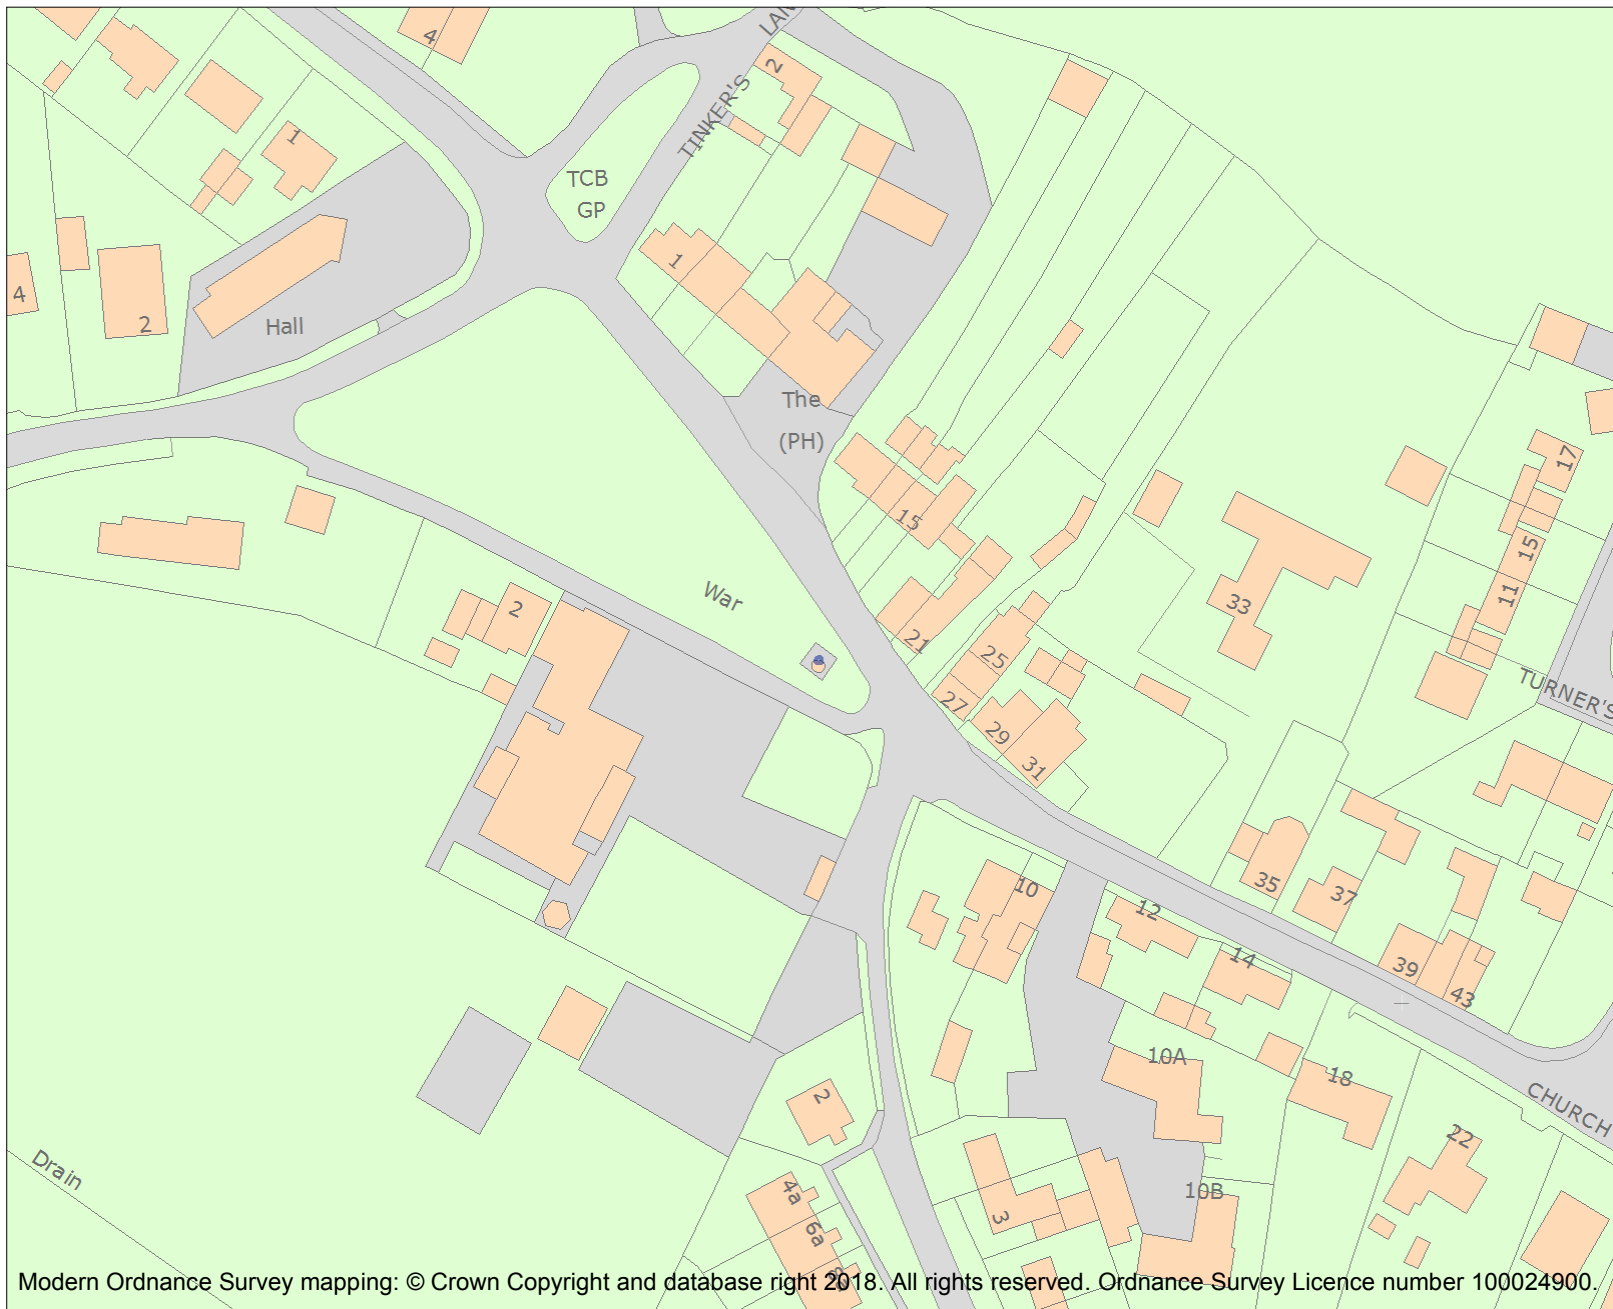 4
LAN
2
TINKER'S
1
TCB
GP
1
4
2
Hall
The
(PH)
17
15
15
11
War
2
33
21
25
27
29
31
TURNER'S
35
37
10
12
14
39
43
10A
18
CHURCH
2
22
Drain
4a
10B
3
6a
Modern Ordnance Survey mapping: © Crown Copyright and database right 2018. All rights reserved. Ordnance Survey Licence number 100024900.